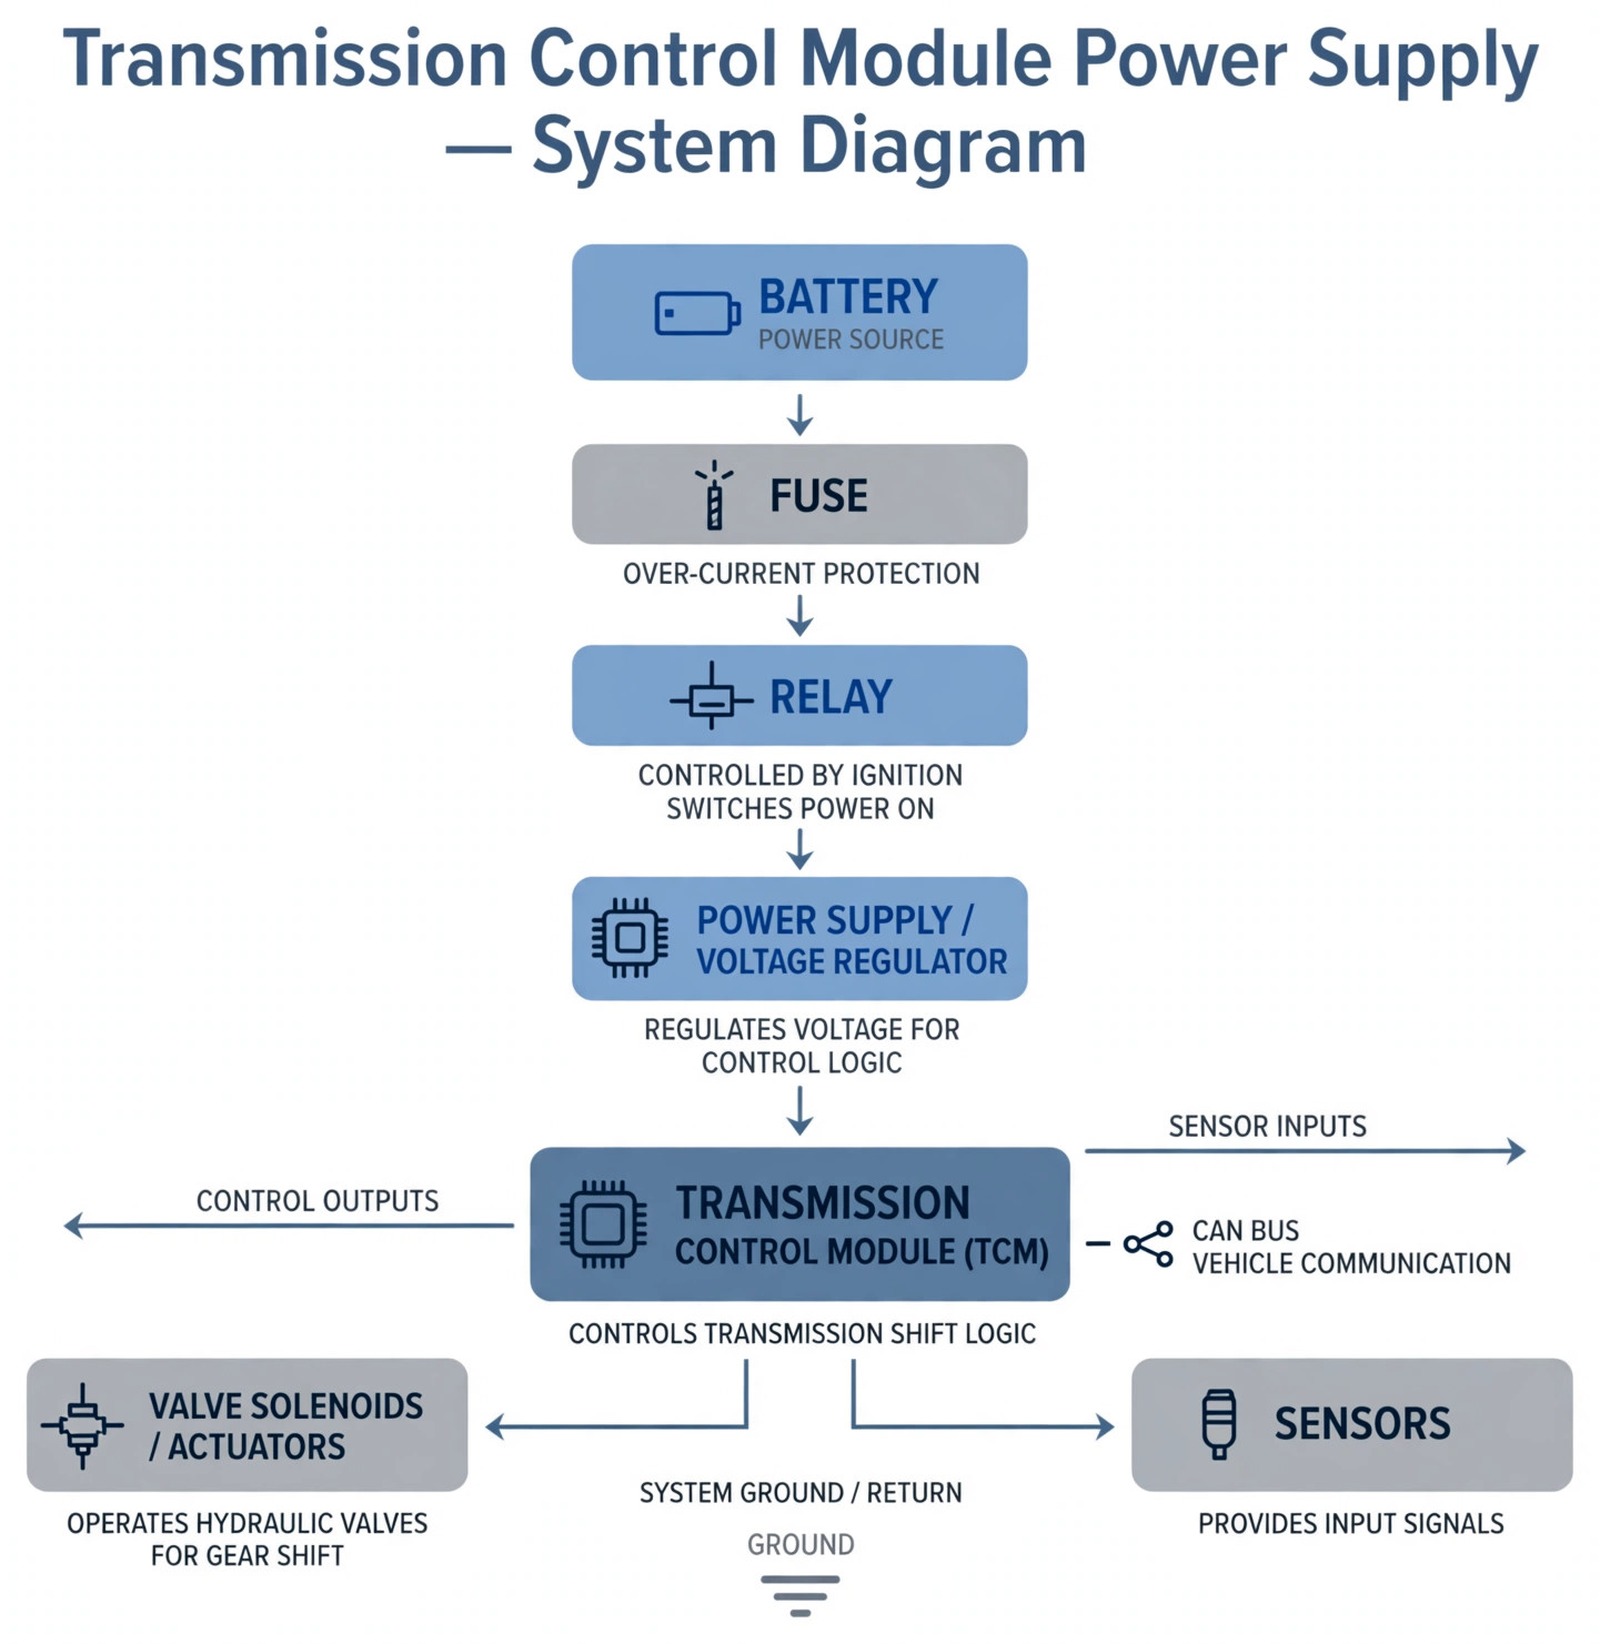 Transmission Control Module Power Supply
— System Diagram
BATTERY
POWER SOURCE
FUSE
OVER-CURRENT PROTECTION
RELAY
CONTROLLED BY IGNITION
SWITCHES POWER ON
POWER SUPPLY /
VOLTAGE REGULATOR
REGULATES VOLTAGE FOR
CONTROL LOGIC
SENSOR INPUTS
CONTROL OUTPUTS
TRANSMISSION
CONTROL MODULE (TCM)
CAN BUS
VEHICLE COMMUNICATION
CONTROLS TRANSMISSION SHIFT LOGIC
VALVE SOLENOIDS
/ ACTUATORS
SENSORS
OPERATES HYDRAULIC VALVES
FOR GEAR SHIFT
SYSTEM GROUND / RETURN
GROUND
PROVIDES INPUT SIGNALS